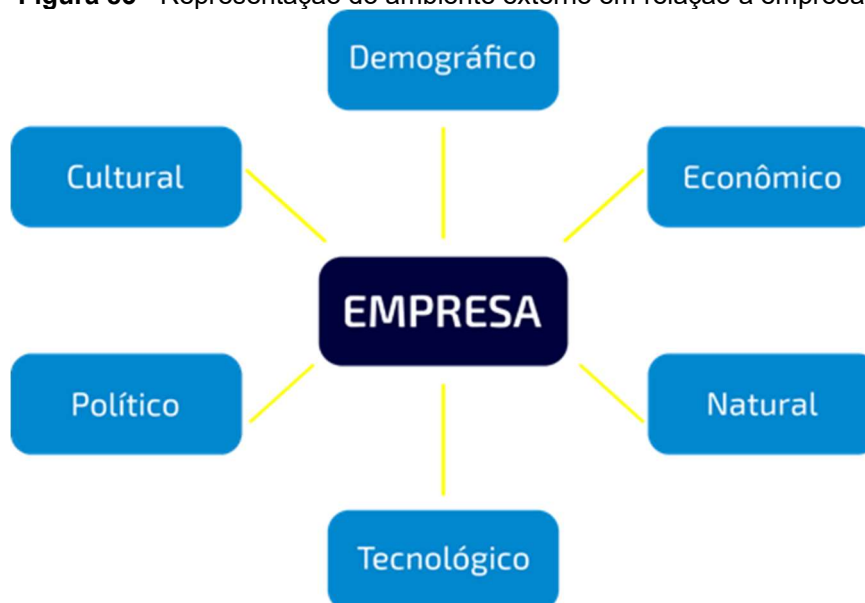 Representação do ambiente externo em relação a empresa
Demográfico
Cultural
Econômico
EMPRESA
Político
Natural
Tecnológico